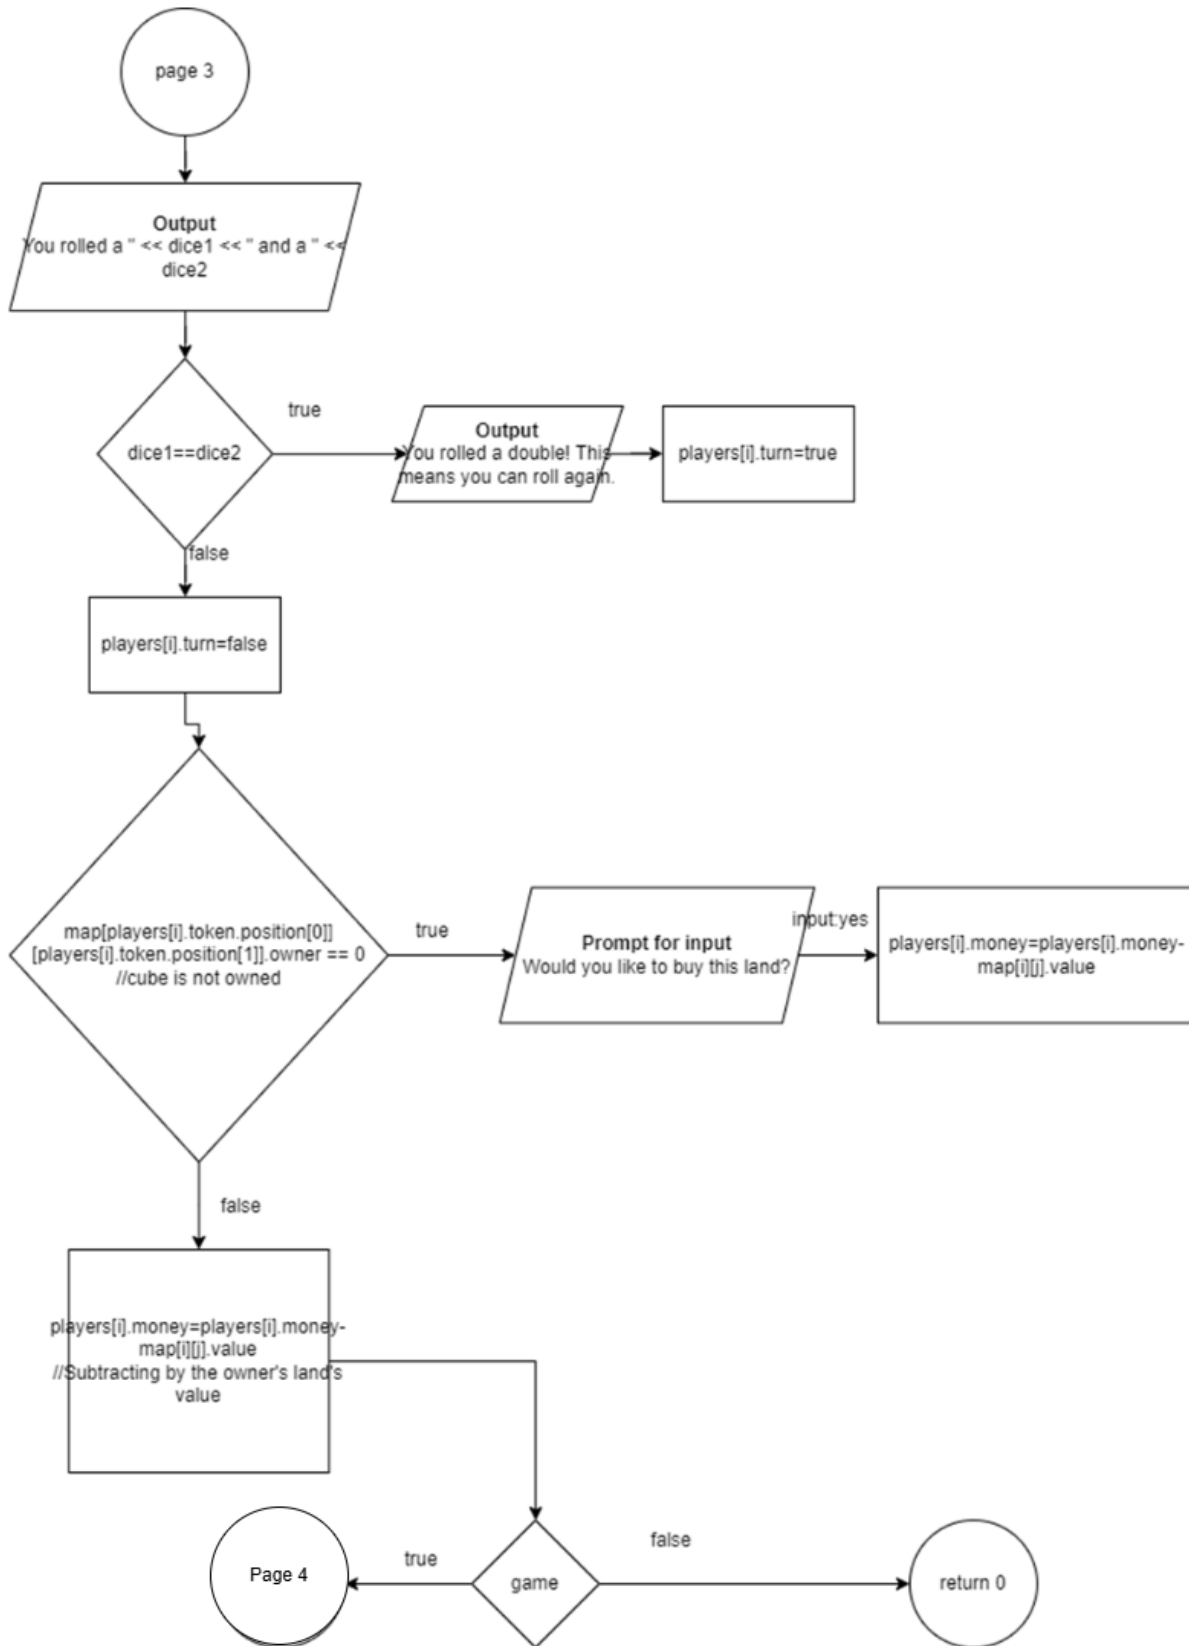 page 3
Output
You rolled a " << dice1 << " and a " <<
dice2
true
dice1==dice2
Output
You rolled a double! This
means you can roll again.
players[i].turn=true
false
players[i].turn=false
map[players[i].token.position[0]]
[players[i].token.position[1]].owner == 0
//cube is not owned
true
Prompt for input
Would you like to buy this land?
input:yes
players[i].money=players[i].money-
map[i][j].value
false
players[i].money=players[i].money-
map[i][j].value
//Subtracting by the owner's land's
value
Page 4
true
game
false
return 0